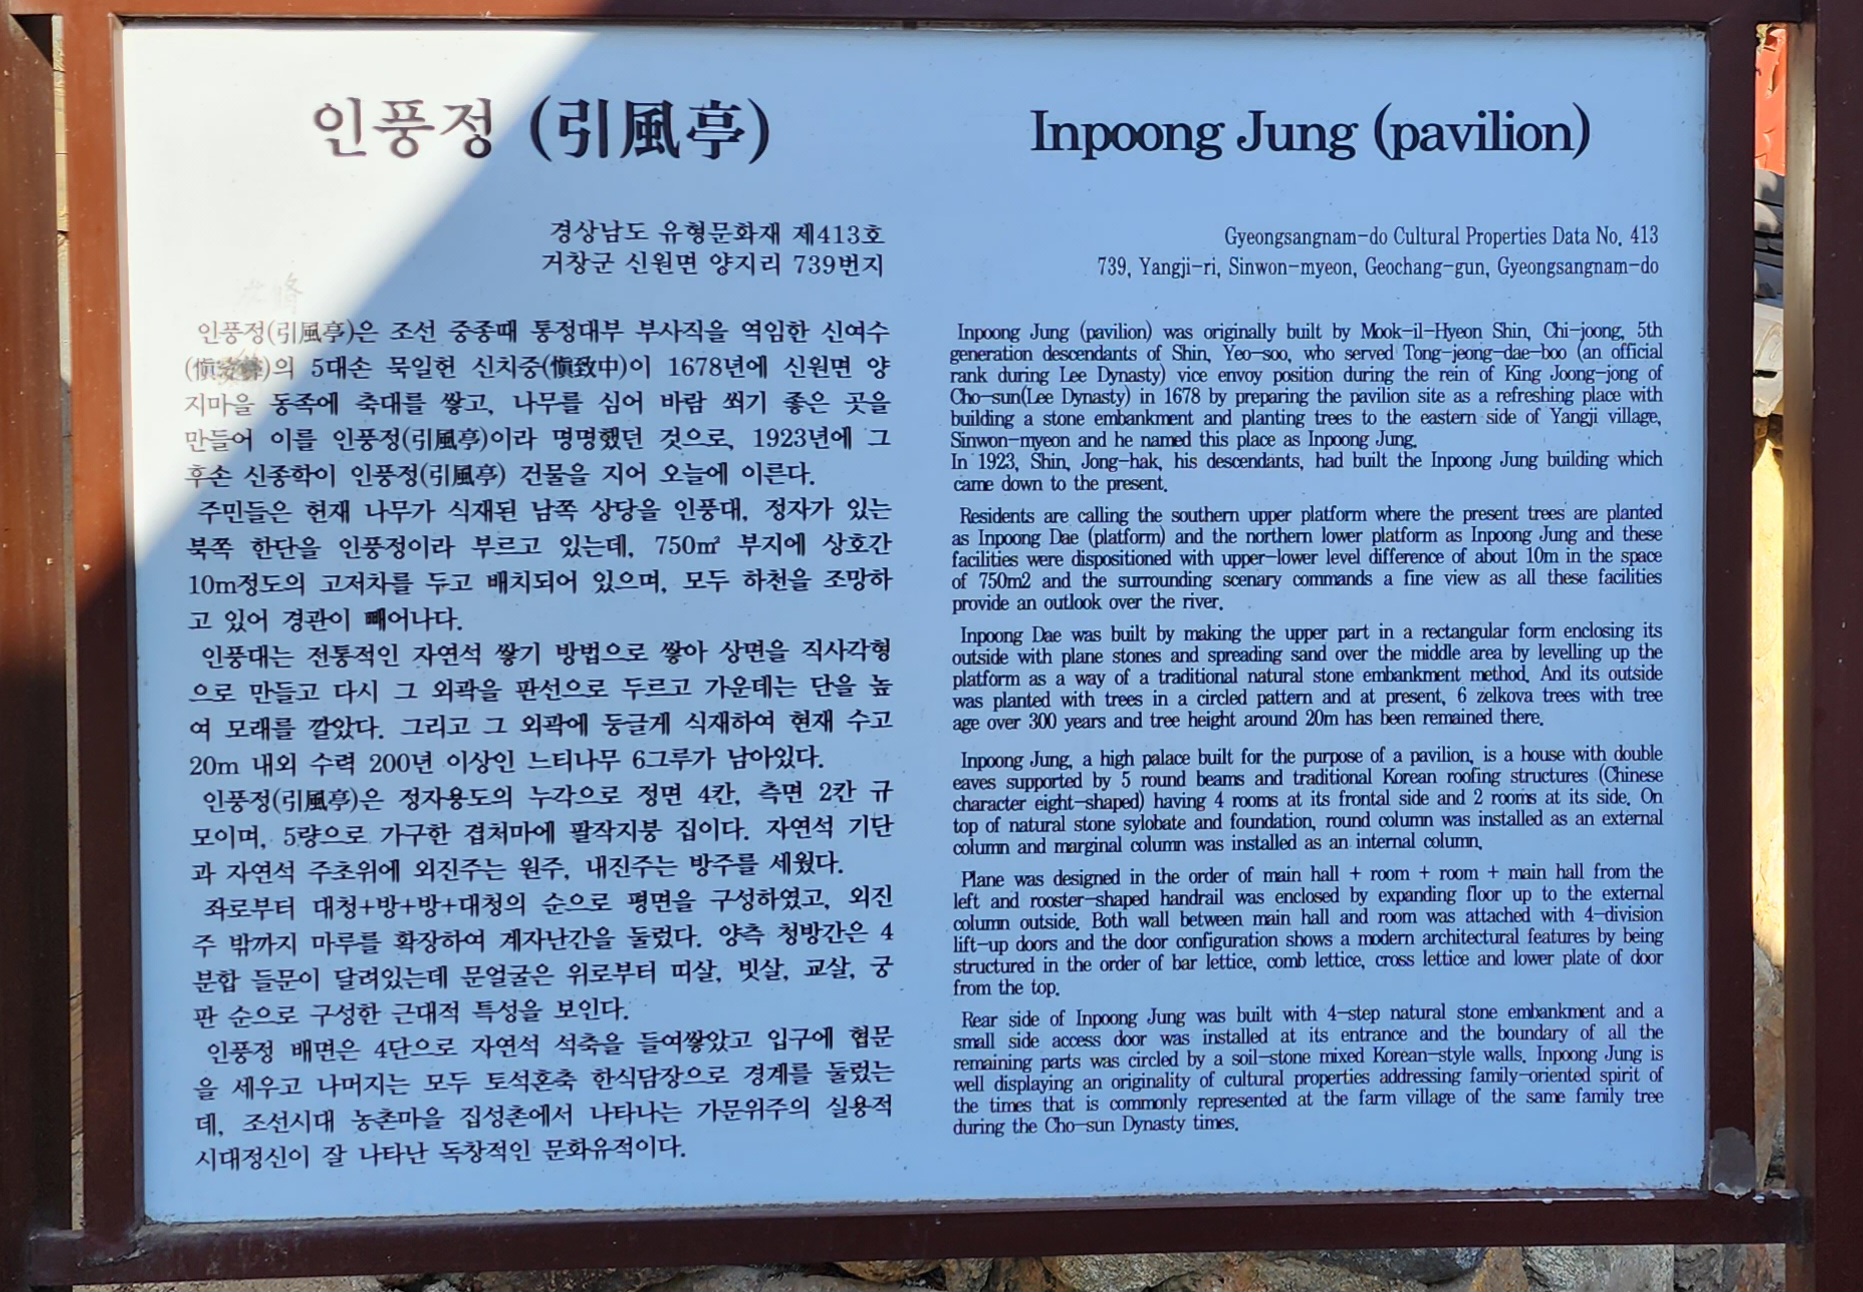 인풍정 (引風亭)
경상남도 유형문화재 제413호
거창군 신원면 양지리 739번지
인풍정(引風亭)은 조선 중종때 통정대부 부사직을 역임한 신여수
(愼)의 5대손 묵일헌 신치중(愼致中)이 1678년에 신원면 양
지마을 동족에 축대를 쌓고, 나무를 심어 바람 쐬기 좋은 곳을
만들어 이를 인풍정(引風亭)이라 명명했던 것으로, 1923년에 그
후손 신종학이 인풍정(引風亭) 건물을 지어 오늘에 이른다.
주민들은 현재 나무가 식재된 남쪽 상당을 인풍대, 정자가 있는
북쪽 한단을 인풍정이라 부르고 있는데, 750㎡ 부지에 상호간
10m정도의 고저차를 두고 배치되어 있으며, 모두 하천을 조망하
고 있어 경관이 빼어나다.
인풍대는 전통적인 자연석 쌓기 방법으로 쌓아 상면을 직사각형
으로 만들고 다시 그 외곽을 판선으로 두르고 가운데는 단을 높
여 모래를 깔았다. 그리고 그 외곽에 둥글게 식재하여 현재 수고
20m 내외 수력 200년 이상인 느티나무 6그루가 남아있다.
인풍정(引風亭)은 정자용도의 누각으로 정면 4칸, 측면 2칸 규
모이며, 5량으로 가구한 겹처마에 팔작지붕 집이다. 자연석 기단
과 자연석 주초위에 외진주는 원주, 내진주는 방주를 세웠다.
좌로부터 대청+방+방+대청의 순으로 평면을 구성하였고, 외진
주 밖까지 마루를 확장하여 계자난간을 둘렀다. 양측 청방간은 4
분합 들문이 달려있는데 문얼굴은 위로부터 띠살, 빗살, 교살, 궁
판 순으로 구성한 근대적 특성을 보인다.
인풍정 배면은 4단으로 자연석 석축을 들여쌓았고 입구에 협문
을 세우고 나머지는 모두 토석혼축 한식담장으로 경계를 둘렀는
데, 조선시대 농촌마을 집성촌에서 나타나는 가문위주의 실용적
시대정신이 잘 나타난 독창적인 문화유적이다.
Inpoong Jung (pavilion)
Gyeongsangnam-do Cultural Properties Data No. 413
739, Yangji-ri, Sinwon-myeon, Geochang-gun, Gyeongsangnam-do
Inpoong Jung (pavilion) was originally built by Mook-il-Hyeon Shin, Chi-joong, 5th
generation descendants of Shin, Yeo-soo, who served Tong-jeong-dae-boo (an official
rank during Lee Dynasty) vice envoy position during the rein of King Joong-jong of
Cho-sun(Lee Dynasty) in 1678 by preparing the pavilion site as a refreshing place with
building a stone embankment and planting trees to the eastern side of Yangji village,
Sinwon-myeon and he named this place as Inpoong Jung.
In 1923, Shin, Jong-hak, his descendants, had built the Inpoong Jung building which
came down to the present.
Residents are calling the southern upper platform where the present trees are planted
as Inpoong Dae (platform) and the northern lower platform as Inpoong Jung and these
facilities were dispositioned with upper-lower level difference of about 10m in the space
of 750m2 and the surrounding scenary commands a fine view as all these facilities
provide an outlook over the river.
Inpoong Dae was built by making the upper part in a rectangular form enclosing its
outside with plane stones and spreading sand over the middle area by levelling up the
platform as a way of a traditional natural stone embankment method. And its outside
was planted with trees in a circled pattern and at present, 6 zelkova trees with tree
age over 300 years and tree height around 20m has been remained there.
Inpoong Jung, a high palace built for the purpose of a pavilion, is a house with double
eaves supported by 5 round beams and traditional Korean roofing structures (Chinese
character eight-shaped) having 4 rooms at its frontal side and 2 rooms at its side. On
top of natural stone sylobate and foundation, round column was installed as an external
column and marginal column was installed as an internal column.
Plane was designed in the order of main hall + room + room + main hall from the
left and rooster-shaped handrail was enclosed by expanding floor up to the external
column outside. Both wall between main hall and room was attached with 4-division
lift-up doors and the door configuration shows a modern architectural features by being
structured in the order of bar lettice, comb lettice, cross lettice and lower plate of door
from the top.
Rear side of Inpoong Jung was built with 4-step natural stone embankment and a
small side access door was installed at its entrance and the boundary of all the
remaining parts was circled by a soil-stone mixed Korean-style walls. Inpoong Jung is
well displaying an originality of cultural properties addressing family-oriented spirit of
the times that is commonly represented at the farm village of the same family tree
during the Cho-sun Dynasty times.